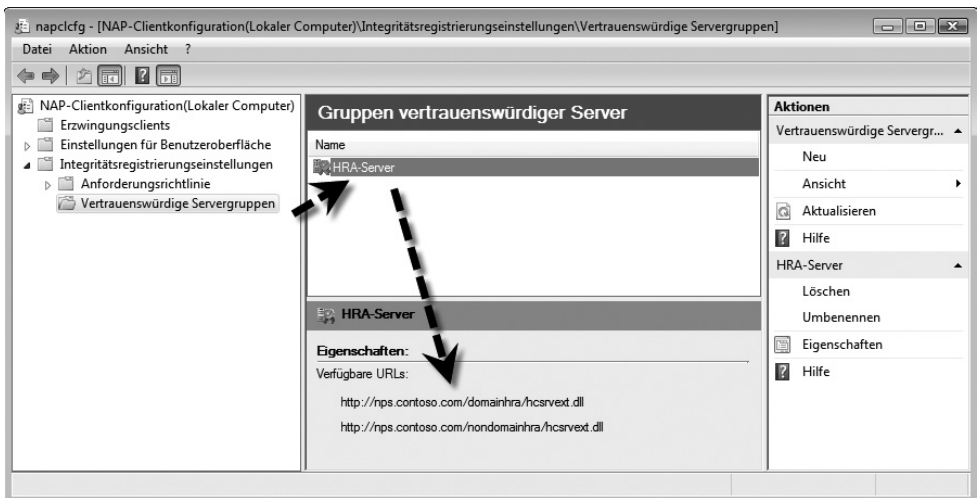 napclcfg - [NAP-Clientkonfiguration(Lokaler Computer)\Integritätsregistrierungseinstellungen\Vertrauenswürdige Servergruppen]
Datei Aktion Ansicht ?
NAP-Clientkonfiguration(Lokaler Computer)
Erzwingungsclients
Einstellungen für Benutzeroberfläche
Integritätsregistrierungseinstellungen
Anforderungsrichtlinie
Vertrauenswürdige Servergruppen
Gruppen vertrauenswürdiger Server
Name
HRA-Server
HRA-Server
Eigenschaften:
Verfügbare URLs:
http://nps.contoso.com/domainhra/hcsrvext.dll
http://nps.contoso.com/nondomainhra/hcsrvext.dll
Aktionen
Vertrauenswürdige Servergr...
Neu
Ansicht
Aktualisieren
Hilfe
HRA-Server
Löschen
Umbenennen
Eigenschaften
Hilfe